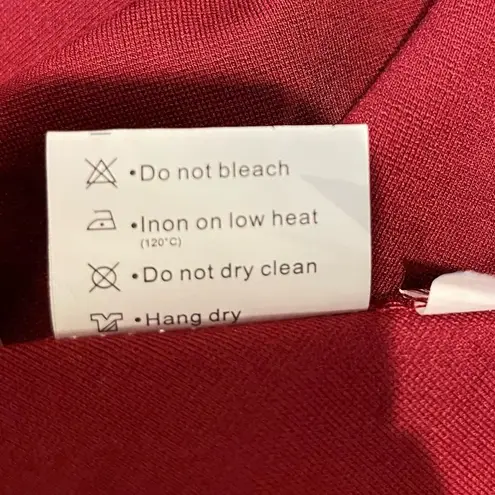 •Do not bleach
•Inon on low heat
(120°C)
•Do not dry clean
•Hang dry